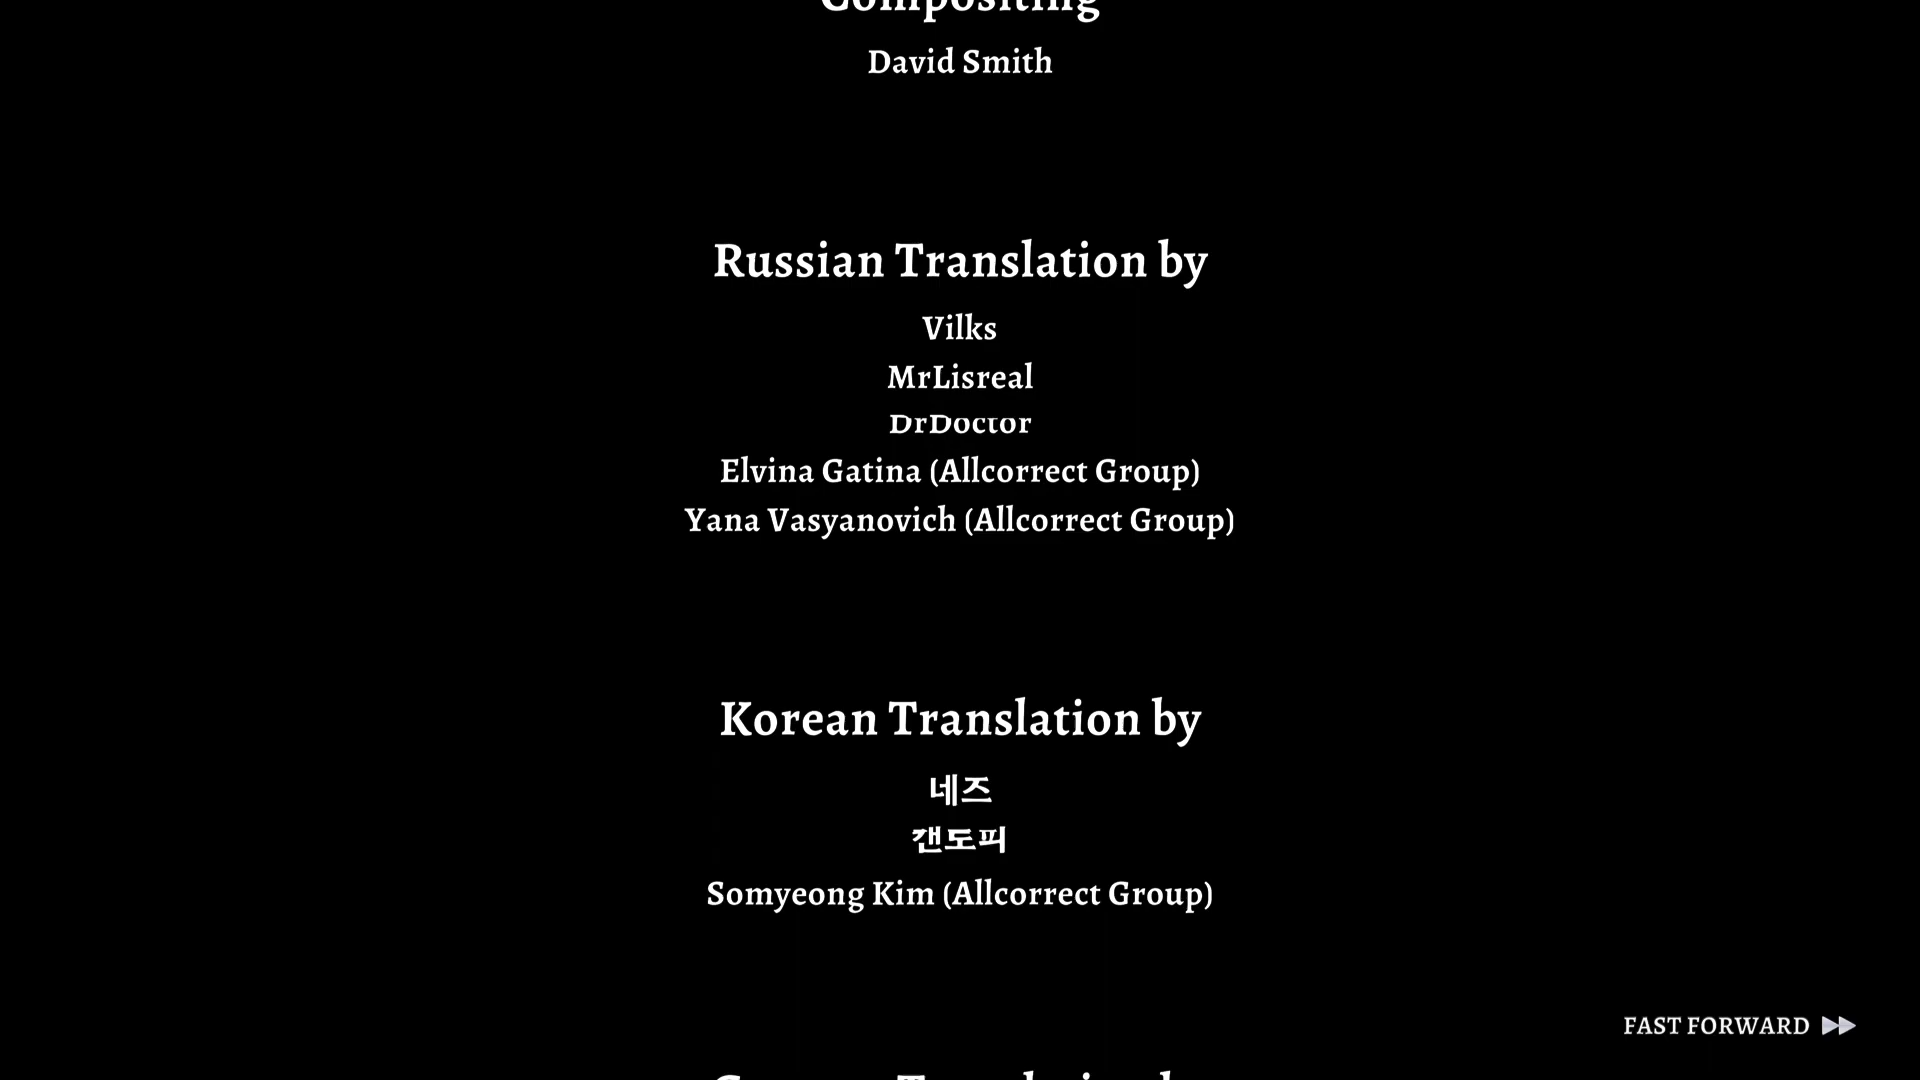 Compositing
David Smith
Russian Translation by
Vilks
MrLisreal
DrDoctor
Elvina Gatina (Allcorrect Group)
Yana Vasyanovich (Allcorrect Group)
Korean Translation by
네즈
갠도피
Somyeong Kim (Allcorrect Group)
FAST FORWARD